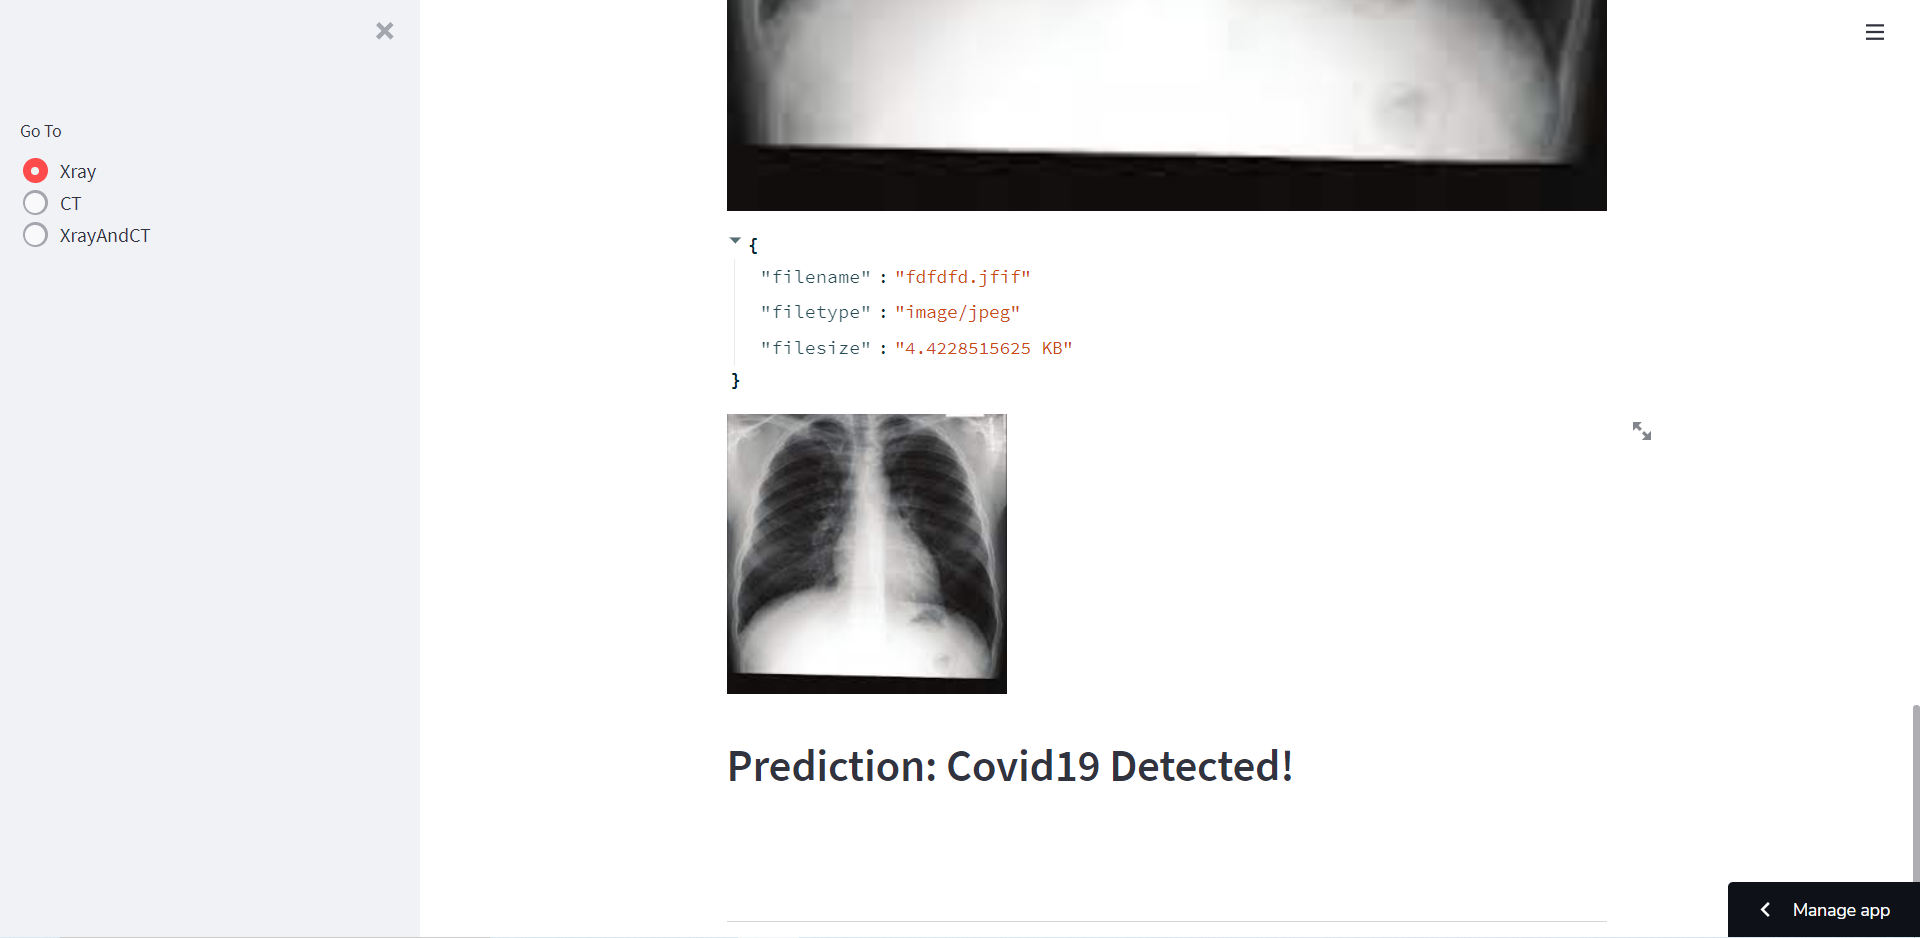 Go To
Xray
CT
XrayAndCT
{
"filename" : "fdfdfd.jfif"
"filetype" : "image/jpeg"
"filesize" : "4.4228515625 KB"
}
Prediction: Covid19 Detected!
Manage app